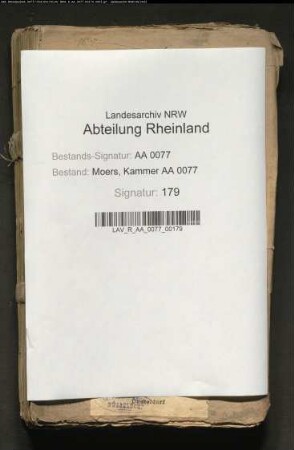 Landesarchiv NRW
Abteilung Rheinland
Bestands-Signatur: AA 0077
Bestand: Moers, Kammer AA 0077
Signatur: 179
LAV_R_AA_0077_00179